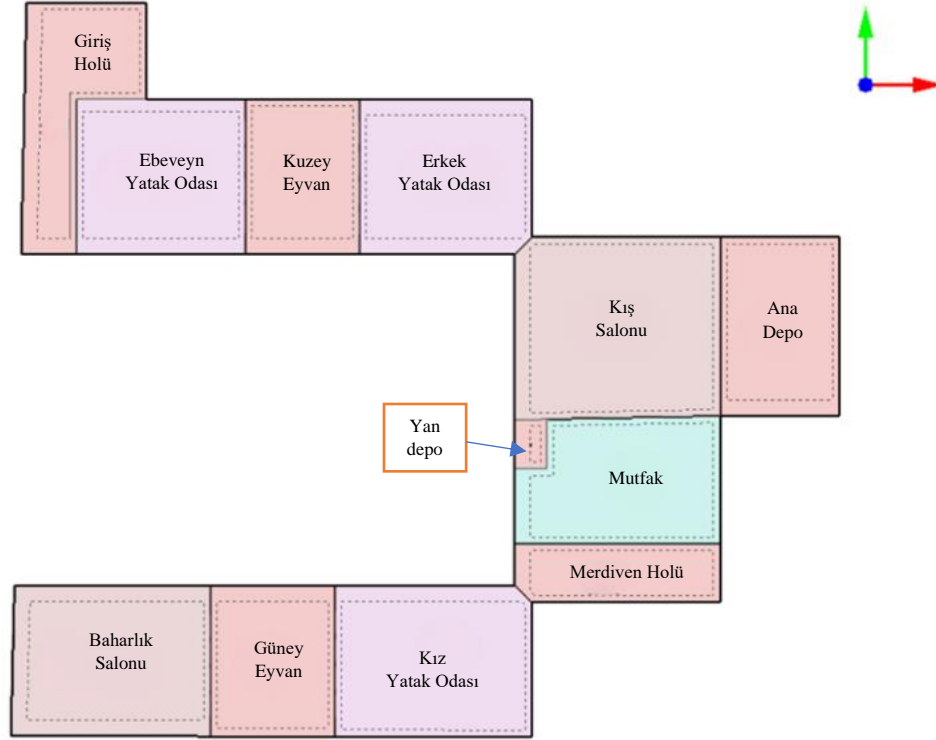 Giriş
Holü
Ebeveyn
Yatak Odası
Kuzey
Eyvan
Erkek
Yatak Odası
Kış
Salonu
Ana
Depo
Yan
depo
Mutfak
Merdiven Holü
Baharlık
Salonu
Güney
Eyvan
Kız
Yatak Odası